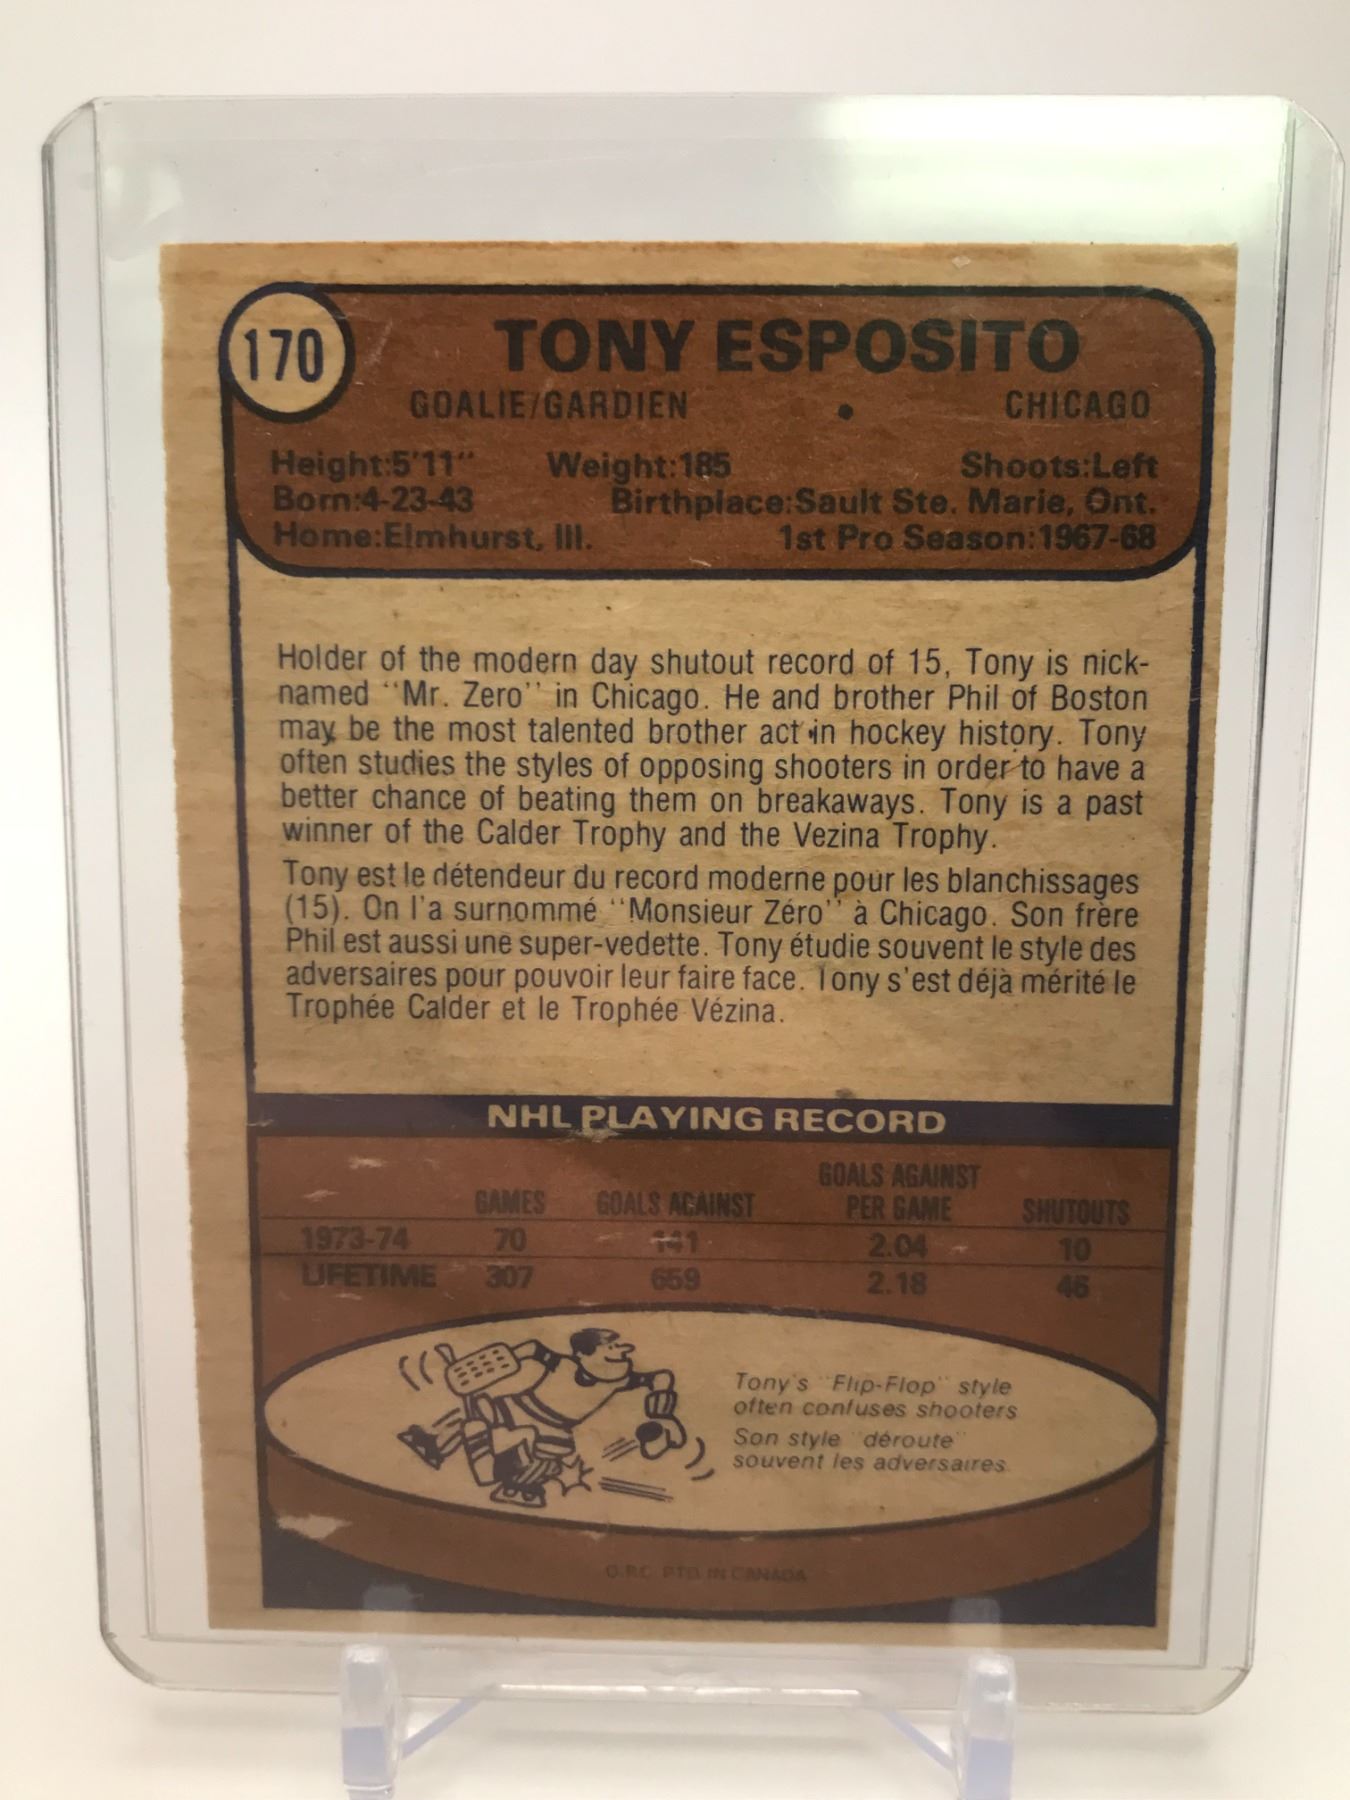 170
TONY ESPOSITO
GOALIE/GARDIEN • CHICAGO
Height:5'11" Weight:185 Shoots:Left
Born:4-23-43 Birthplace:Sault Ste. Marie, Ont.
Home:Elmhurst, Ill. 1st Pro Season:1967-68
Holder of the modern day shutout record of 15, Tony is nick-
named "Mr. Zero" in Chicago. He and brother Phil of Boston
may be the most talented brother act in hockey history. Tony
often studies the styles of opposing shooters in order to have a
better chance of beating them on breakaways. Tony is a past
winner of the Calder Trophy and the Vezina Trophy.
Tony est le détendeur du record moderne pour les blanchissages
(15). On l'a surnommé "Monsieur Zéro" à Chicago. Son frère
Phil est aussi une super-vedette. Tony étudie souvent le style des
adversaires pour pouvoir leur faire face. Tony s'est déjà mérité le
Trophée Calder et le Trophée Vézina.
NHL PLAYING RECORD
GAMES GOALS AGAINST GOALS AGAINST PER GAME SHUTOUTS
1973-74 70 141 2.04 10
LIFETIME 307 659 2.18 46
Tony's "Flip-Flop" style
often confuses shooters
Son style "déroute"
souvent les adversaires.
O.P.C. PTD. IN CANADA